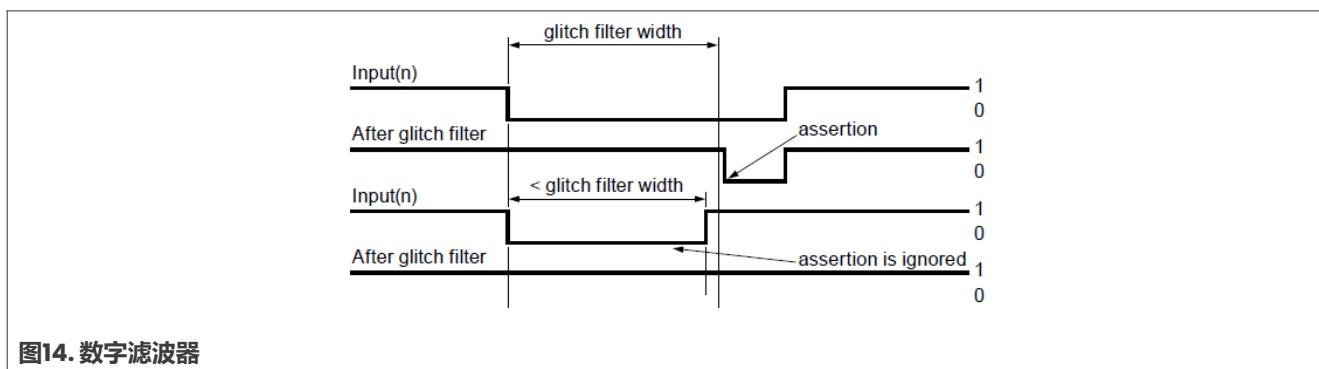 glitch filter width
Input(n)
1
0
After glitch filter
assertion
1
0
< glitch filter width
Input(n)
1
0
After glitch filter
assertion is ignored
1
0
图14. 数字滤波器